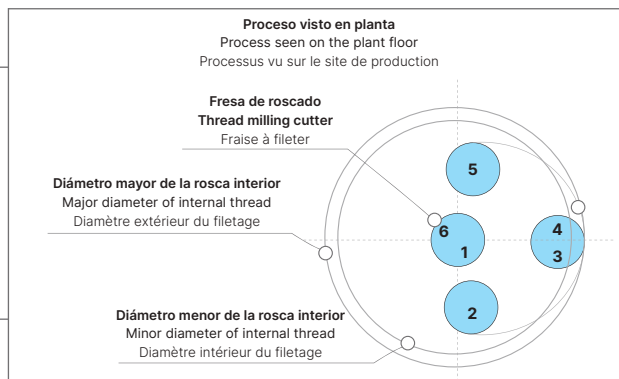 Proceso visto en planta
Process seen on the plant floor
Processus vu sur le site de production
Fresa de roscado
Thread milling cutter
Fraise à fileter
5
Diámetro mayor de la rosca interior
Major diameter of internal thread
Diamètre extérieur du filetage
6
1
4
3
2
Diámetro menor de la rosca interior
Minor diameter of internal thread
Diamètre intérieur du filetage